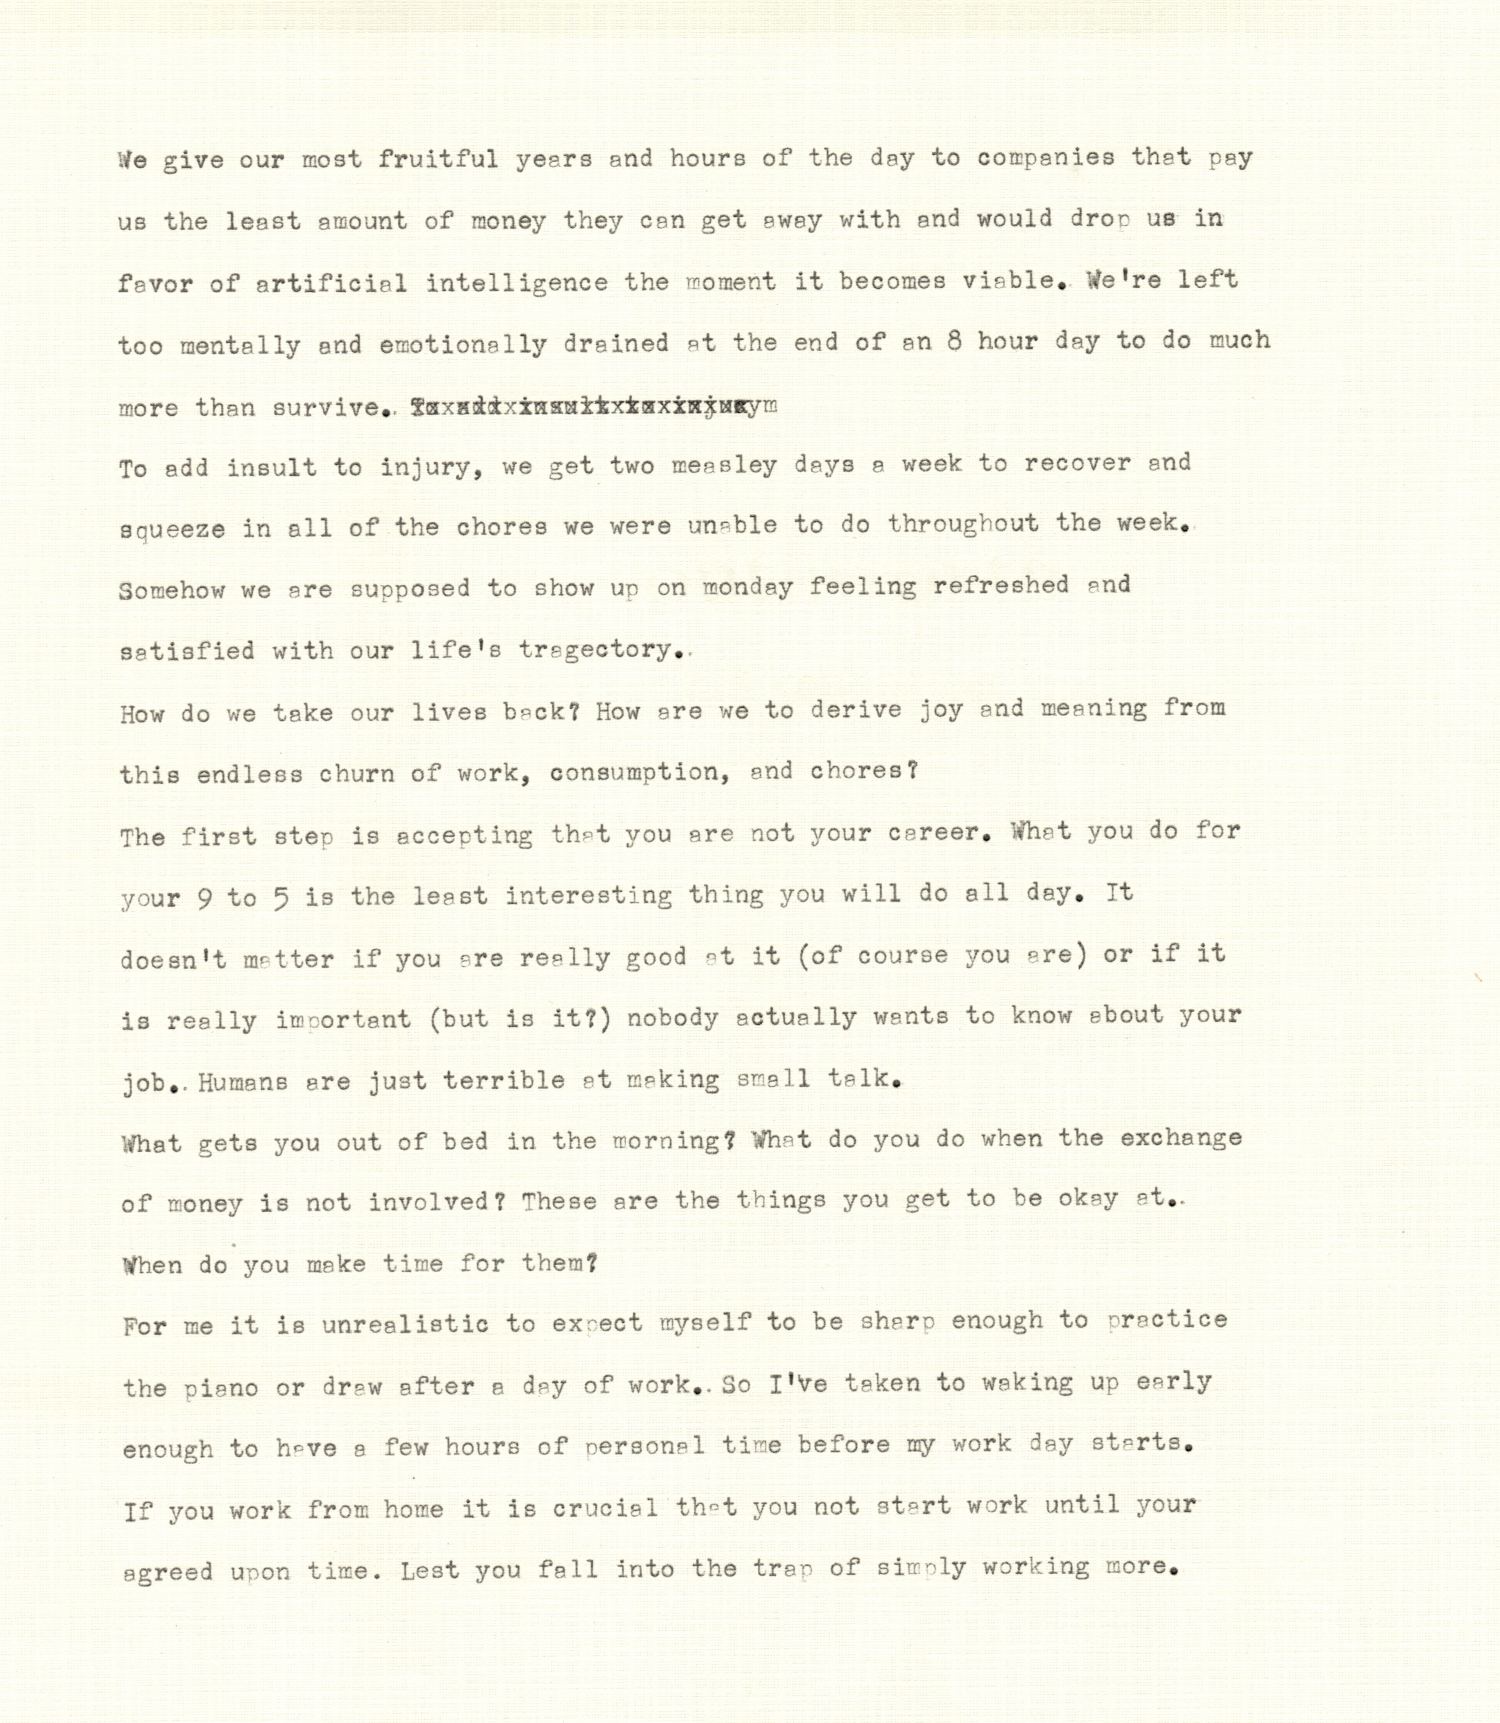 We give our most fruitful years and hours of the day to companies that pay
us the least amount of money they can get away with and would drop us in
favor of artificial intelligence the moment it becomes viable. We're left
too mentally and emotionally drained at the end of an 8 hour day to do much
more than survive.
To add insult to injury, we get two measley days a week to recover and
squeeze in all of the chores we were unable to do throughout the week.
Somehow we are supposed to show up on monday feeling refreshed and
satisfied with our life's tragectory.
How do we take our lives back? How are we to derive joy and meaning from
this endless churn of work, consumption, and chores?
The first step is accepting that you are not your career. What you do for
your 9 to 5 is the least interesting thing you will do all day. It
doesn't matter if you are really good at it (of course you are) or if it
is really important (but is it?) nobody actually wants to know about your
job. Humans are just terrible at making small talk.
What gets you out of bed in the morning? What do you do when the exchange
of money is not involved? These are the things you get to be okay at.
When do you make time for them?
For me it is unrealistic to expect myself to be sharp enough to practice
the piano or draw after a day of work. So I've taken to waking up early
enough to have a few hours of personal time before my work day starts.
If you work from home it is crucial that you not start work until your
agreed upon time. Lest you fall into the trap of simply working more.